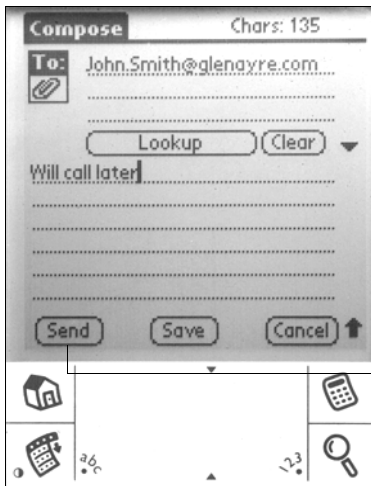 Compose Chars: 135
To: John.Smith@glenayre.com
Lookup Clear
Will call later
Send Save Cancel
abc 123